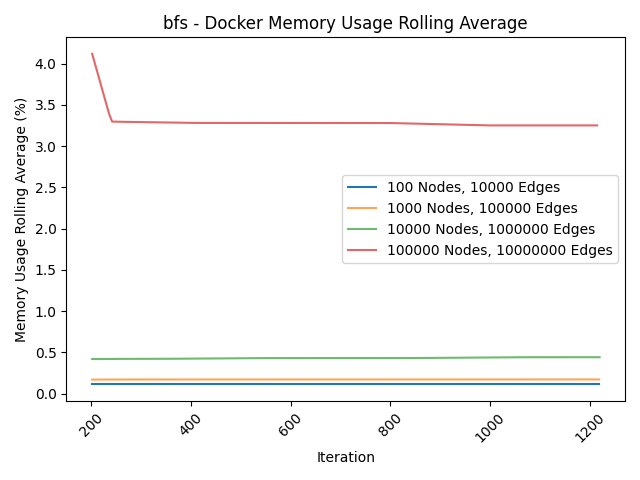 bfs - Docker Memory Usage Rolling Average
Memory Usage Rolling Average (%)
4.0
3.5
3.0
2.5
2.0
1.5
1.0
0.5
0.0
100 Nodes, 10000 Edges
1000 Nodes, 100000 Edges
10000 Nodes, 1000000 Edges
100000 Nodes, 10000000 Edges
200
400
600
800
1000
1200
Iteration